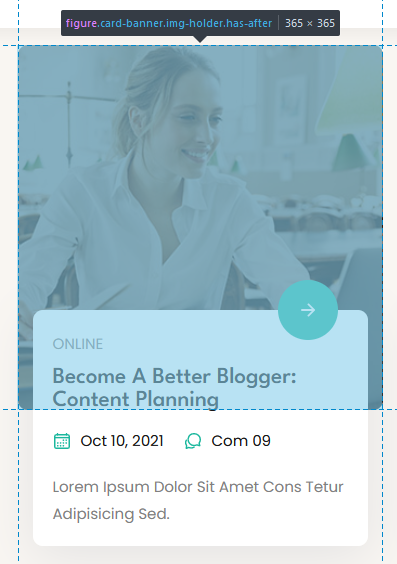 figure.card-banner.img-holder.has-after 365 × 365
ONLINE
Become A Better Blogger:
Content Planning
Oct 10, 2021 Com 09
Lorem Ipsum Dolor Sit Amet Cons Tetur
Adipisicing Sed.